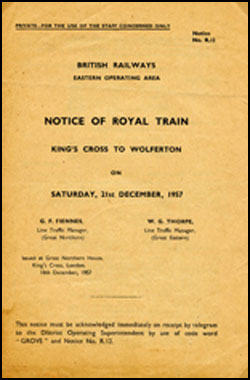 PRIVATE—FOR THE USE OF THE STAFF CONCERNED ONLY
Notice
No. R.12
BRITISH RAILWAYS
EASTERN OPERATING AREA
NOTICE OF ROYAL TRAIN
KING'S CROSS TO WOLFERTON
ON
SATURDAY, 21st DECEMBER, 1957
G. F. FIENNES,
Line Traffic Manager,
(Great Northern)
W. G. THORPE,
Line Traffic Manager,
(Great Eastern)
Issued at Great Northern House,
King's Cross, London.
18th December, 1957
This notice must be acknowledged immediately on receipt by telegram
to the District Operating Superintendent by use of code word
"GROVE" and Notice No. R.12.